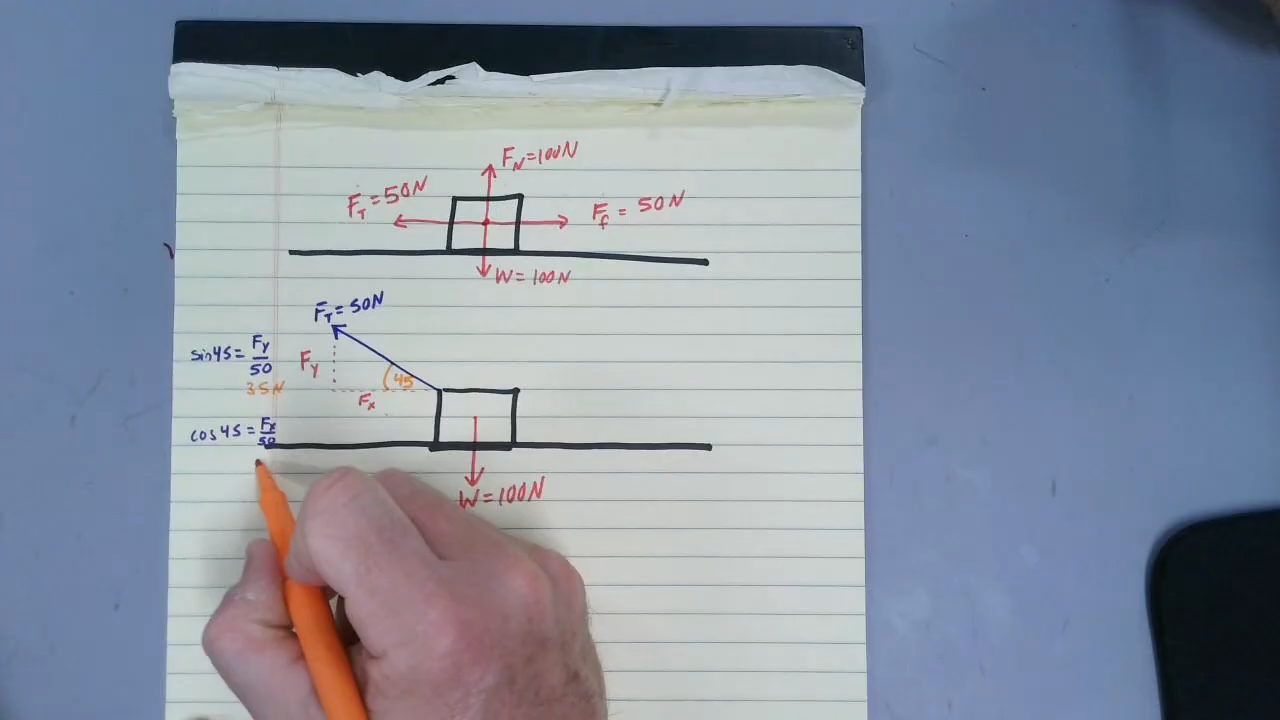 F_N=100N
F_T=50N
F_f = 50N
W=100N
F_T=50N
sin45= F_y/50
F_y
35N
45
F_x
cos45= F_x/50
W=100N